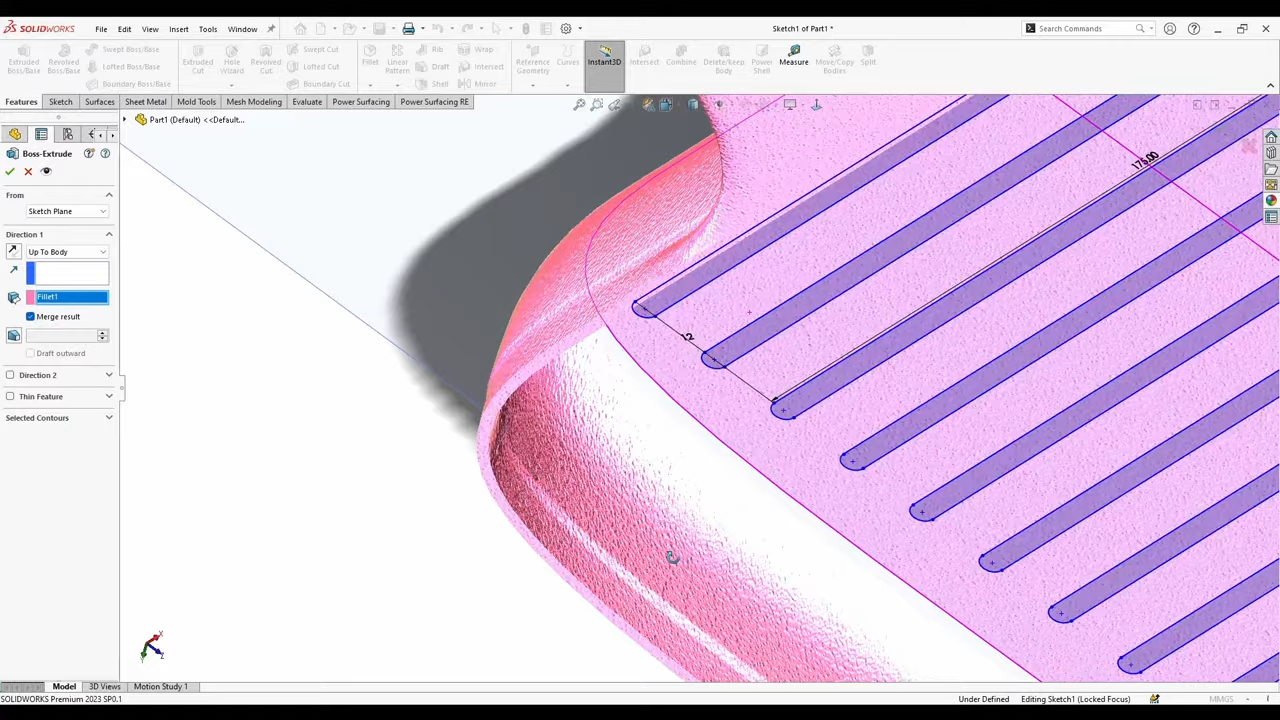 SOLIDWORKS File Edit View Insert Tools Window Sketch1 of Part1 * Search Commands
Extruded Boss/Base Revolved Boss/Base Swept Boss/Base Lofted Boss/Base Boundary Boss/Base Extruded Cut Hole Wizard Revolved Cut Swept Cut Lofted Cut Boundary Cut Fillet Linear Pattern Rib Draft Shell Wrap Intersect Mirror Reference Geometry Curves Instant3D Intersect Combine Delete/Keep Body Power Shell Measure Move/Copy Bodies Split
Features Sketch Surfaces Sheet Metal Mold Tools Mesh Modeling Evaluate Power Surfacing Power Surfacing RE
Part1 (Default) <<Default...
Boss-Extrude
From
Sketch Plane
Direction 1
Up To Body
Fillet1
Merge result
Draft outward
Direction 2
Thin Feature
Selected Contours
175.00
12
X
Y
Z
Model 3D Views Motion Study 1
SOLIDWORKS Premium 2023 SP0.1 Under Defined Editing Sketch1 (Locked Focus) MMGS